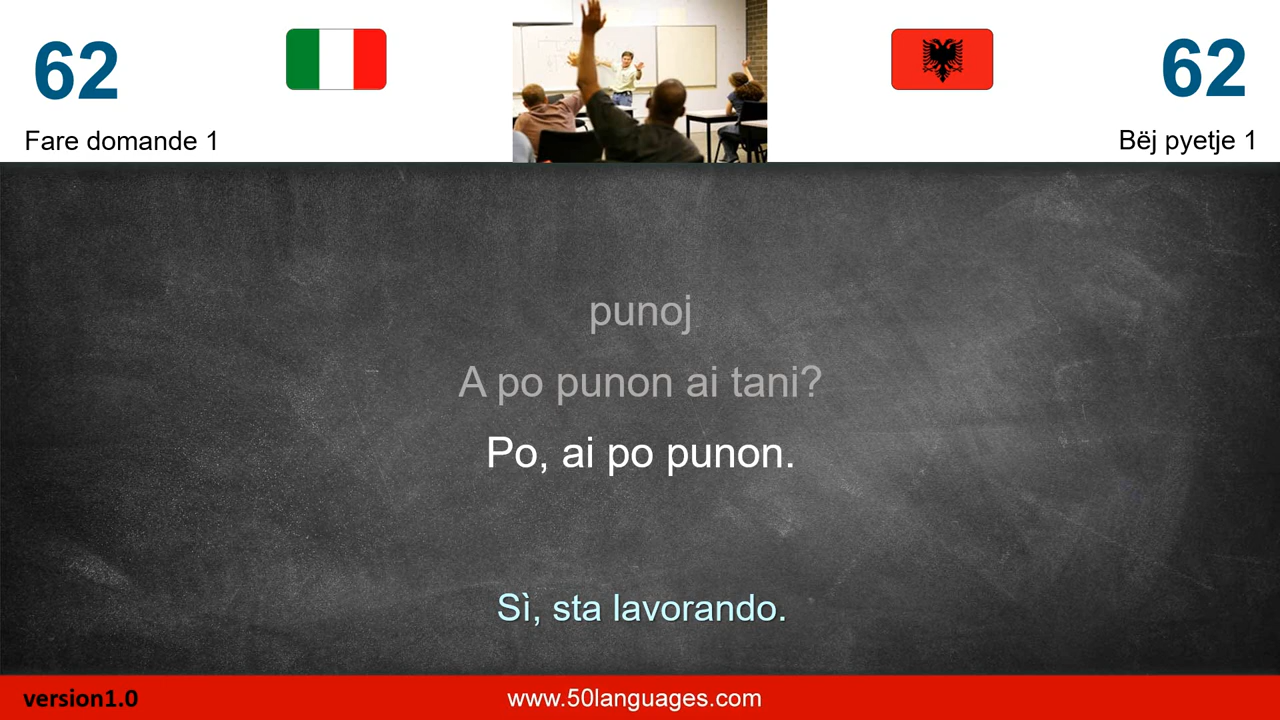 62
62
Fare domande 1
Bëj pyetje 1
punoj
A po punon ai tani?
Po, ai po punon.
Sì, sta lavorando.
version1.0
www.50languages.com